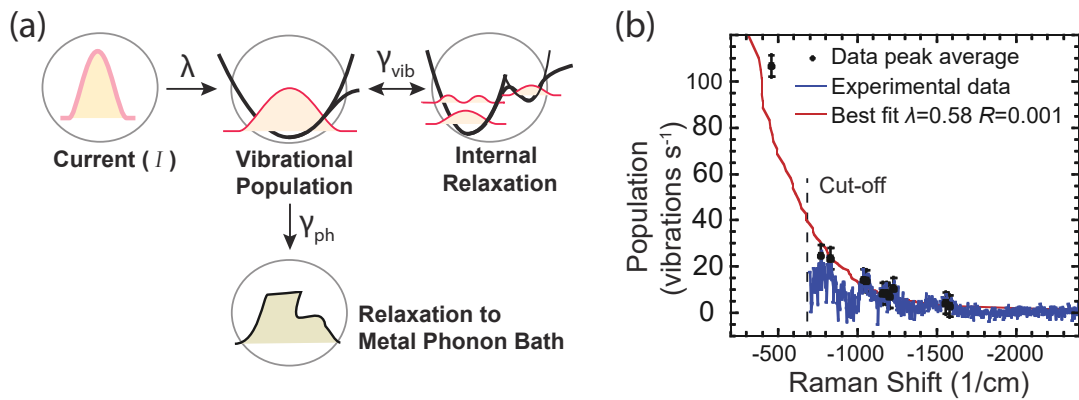 (a)
λ
γvib
Current ( I )
Vibrational
Population
Internal
Relaxation
γph
Relaxation to
Metal Phonon Bath
(b)
Data peak average
Experimental data
Best fit λ=0.58 R=0.001
Cut-off
Population
(vibrations s⁻¹)
100
80
60
40
20
0
-500 -1000 -1500 -2000
Raman Shift (1/cm)